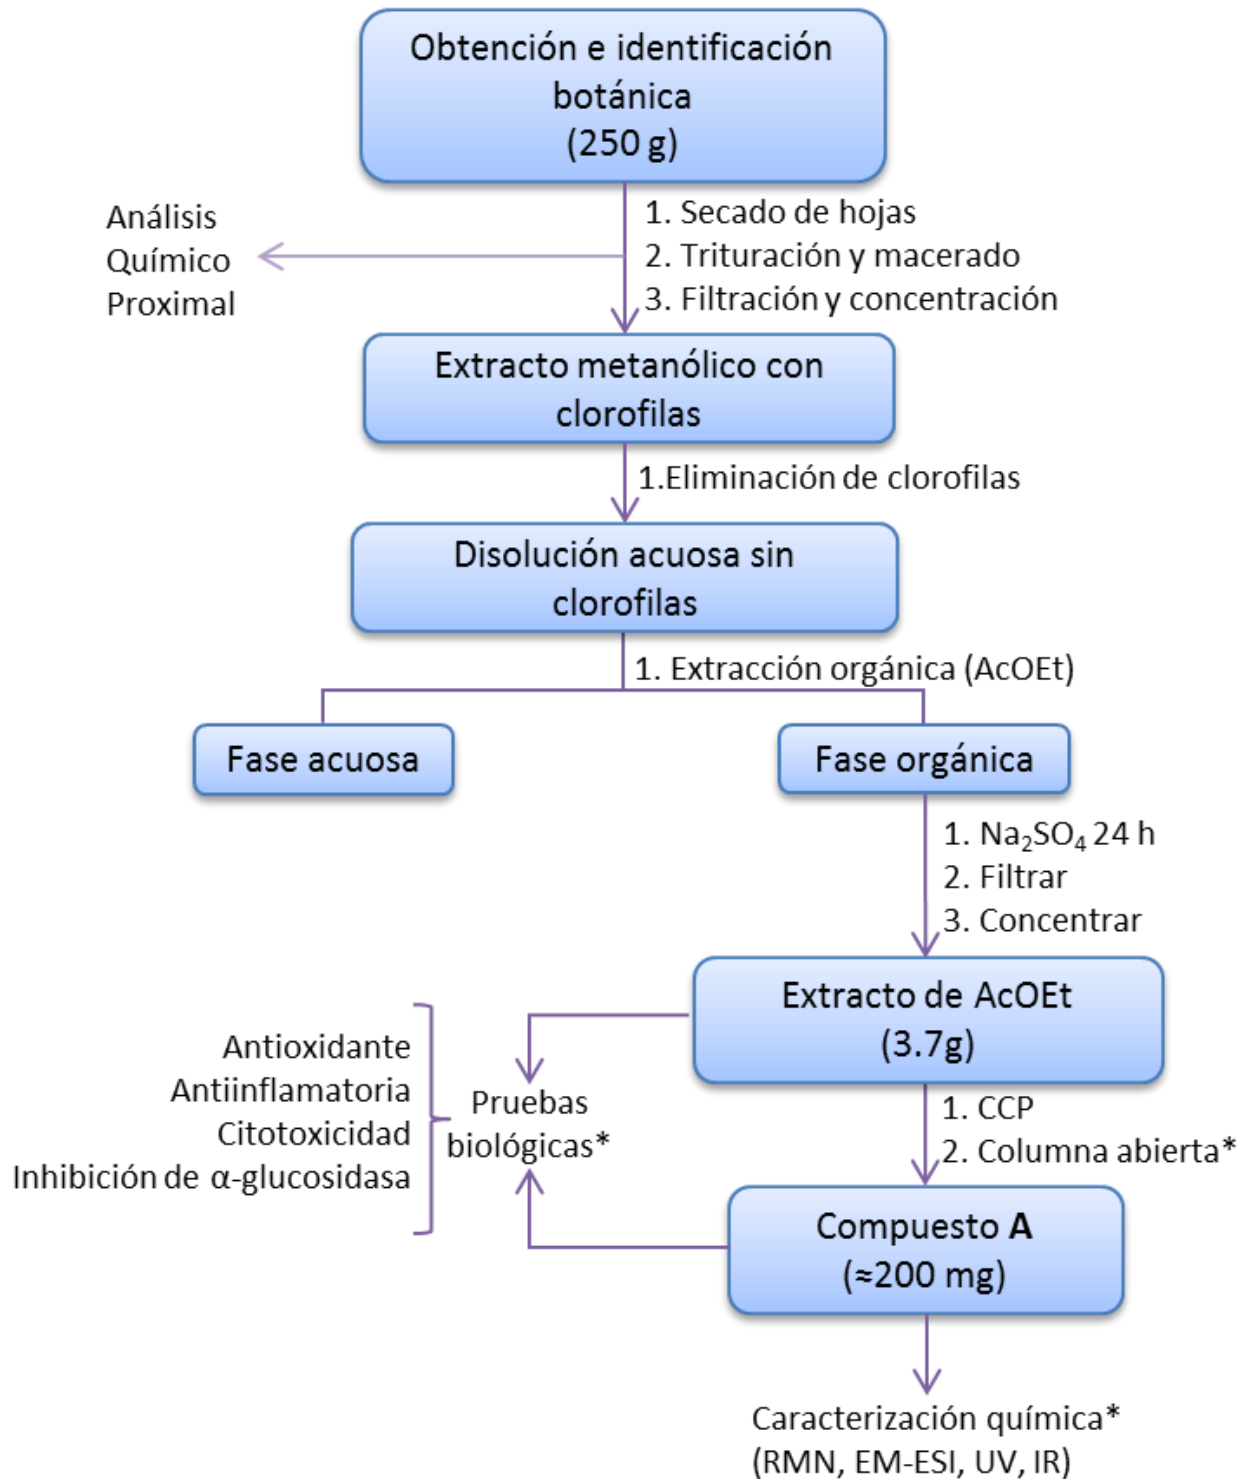 Obtención e identificación
botánica
(250 g)
Análisis
Químico
Proximal
1. Secado de hojas
2. Trituración y macerado
3. Filtración y concentración
Extracto metanólico con
clorofilas
1.Eliminación de clorofilas
Disolución acuosa sin
clorofilas
1. Extracción orgánica (AcOEt)
Fase acuosa
Fase orgánica
1. Na₂SO₄ 24 h
2. Filtrar
3. Concentrar
Extracto de AcOEt
(3.7g)
Antioxidante
Antiinflamatoria
Citotoxicidad
Inhibición de α-glucosidasa
Pruebas
biológicas*
1. CCP
2. Columna abierta*
Compuesto A
(≈200 mg)
Caracterización química*
(RMN, EM-ESI, UV, IR)